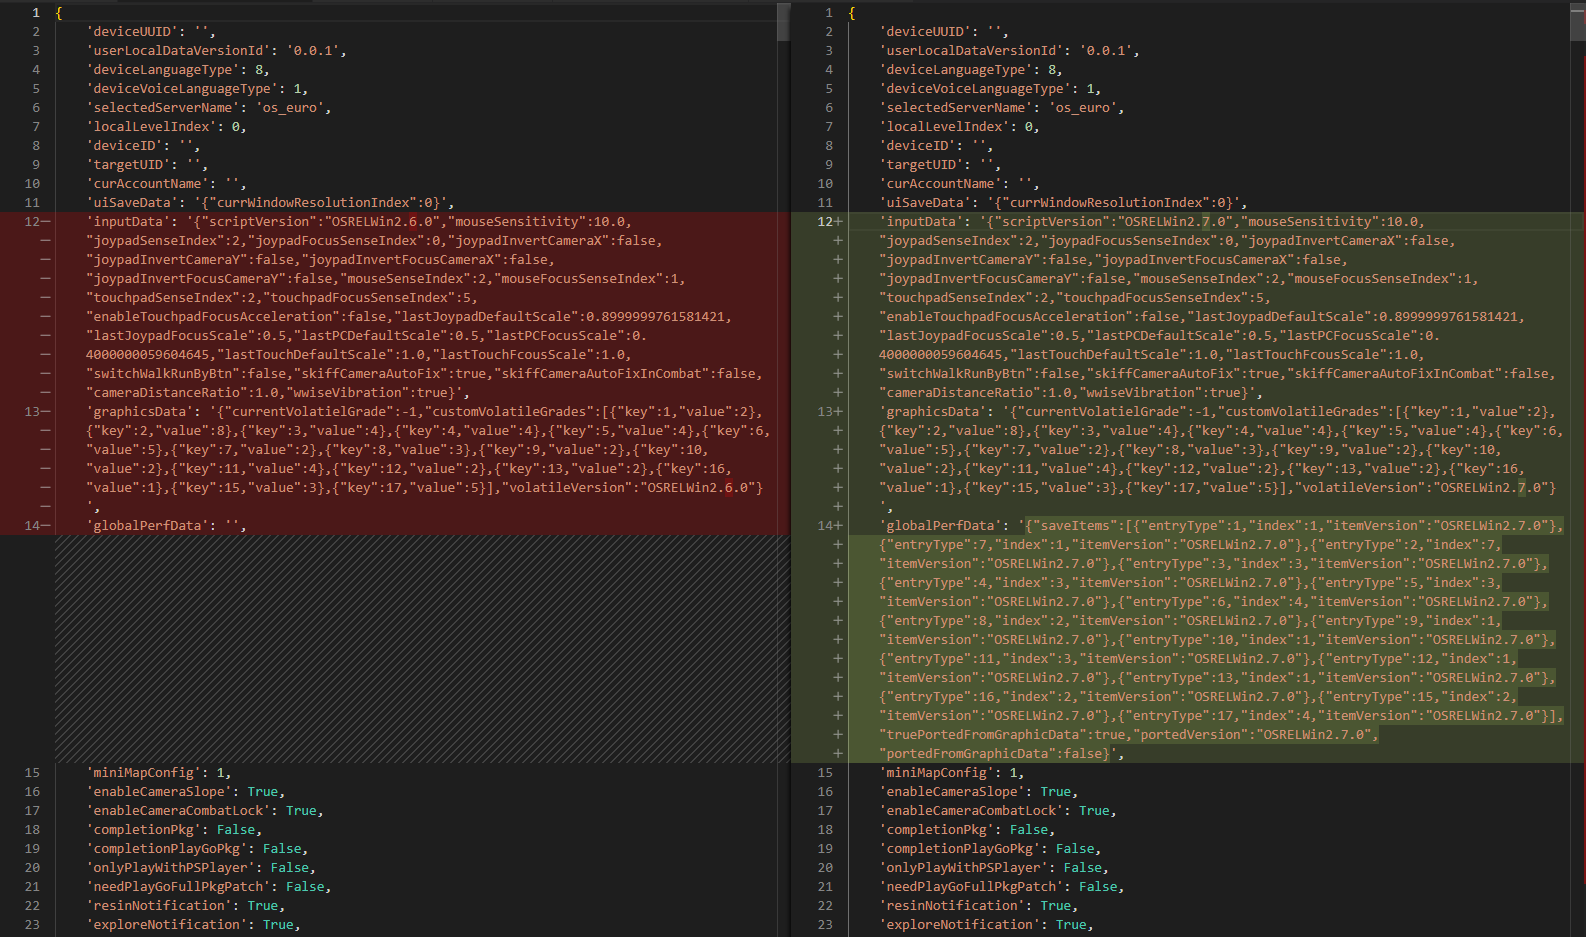 1 {
2 'deviceUUID': '',
3 'userLocalDataVersionId': '0.0.1',
4 'deviceLanguageType': 8,
5 'deviceVoiceLanguageType': 1,
6 'selectedServerName': 'os_euro',
7 'localLevelIndex': 0,
8 'deviceID': '',
9 'targetUID': '',
10 'curAccountName': '',
11 'uiSaveData': '{"currWindowResolutionIndex":0}',
12— 'inputData': '{"scriptVersion":"OSRELWin2.6.0","mouseSensitivity":10.0,
— "joypadSenseIndex":2,"joypadFocusSenseIndex":0,"joypadInvertCameraX":false,
— "joypadInvertCameraY":false,"joypadInvertFocusCameraX":false,
— "joypadInvertFocusCameraY":false,"mouseSenseIndex":2,"mouseFocusSenseIndex":1,
— "touchpadSenseIndex":2,"touchpadFocusSenseIndex":5,
— "enableTouchpadFocusAcceleration":false,"lastJoypadDefaultScale":0.8999999761581421,
— "lastJoypadFocusScale":0.5,"lastPCDefaultScale":0.5,"lastPCFocusScale":0.
— 4000000059604645,"lastTouchDefaultScale":1.0,"lastTouchFcousScale":1.0,
— "switchWalkRunByBtn":false,"skiffCameraAutoFix":true,"skiffCameraAutoFixInCombat":false,
— "cameraDistanceRatio":1.0,"wwiseVibration":true}',
13— 'graphicsData': '{"currentVolatielGrade":-1,"customVolatileGrades":[{"key":1,"value":2},
— {"key":2,"value":8},{"key":3,"value":4},{"key":4,"value":4},{"key":5,"value":4},{"key":6,
— "value":5},{"key":7,"value":2},{"key":8,"value":3},{"key":9,"value":2},{"key":10,
— "value":2},{"key":11,"value":4},{"key":12,"value":2},{"key":13,"value":2},{"key":16,
— "value":1},{"key":15,"value":3},{"key":17,"value":5}],"volatileVersion":"OSRELWin2.6.0"}
— ',
14— 'globalPerfData': '',
15 'miniMapConfig': 1,
16 'enableCameraSlope': True,
17 'enableCameraCombatLock': True,
18 'completionPkg': False,
19 'completionPlayGoPkg': False,
20 'onlyPlayWithPSPlayer': False,
21 'needPlayGoFullPkgPatch': False,
22 'resinNotification': True,
23 'exploreNotification': True,
1 {
2 'deviceUUID': '',
3 'userLocalDataVersionId': '0.0.1',
4 'deviceLanguageType': 8,
5 'deviceVoiceLanguageType': 1,
6 'selectedServerName': 'os_euro',
7 'localLevelIndex': 0,
8 'deviceID': '',
9 'targetUID': '',
10 'curAccountName': '',
11 'uiSaveData': '{"currWindowResolutionIndex":0}',
12+ 'inputData': '{"scriptVersion":"OSRELWin2.7.0","mouseSensitivity":10.0,
+ "joypadSenseIndex":2,"joypadFocusSenseIndex":0,"joypadInvertCameraX":false,
+ "joypadInvertCameraY":false,"joypadInvertFocusCameraX":false,
+ "joypadInvertFocusCameraY":false,"mouseSenseIndex":2,"mouseFocusSenseIndex":1,
+ "touchpadSenseIndex":2,"touchpadFocusSenseIndex":5,
+ "enableTouchpadFocusAcceleration":false,"lastJoypadDefaultScale":0.8999999761581421,
+ "lastJoypadFocusScale":0.5,"lastPCDefaultScale":0.5,"lastPCFocusScale":0.
+ 4000000059604645,"lastTouchDefaultScale":1.0,"lastTouchFcousScale":1.0,
+ "switchWalkRunByBtn":false,"skiffCameraAutoFix":true,"skiffCameraAutoFixInCombat":false,
+ "cameraDistanceRatio":1.0,"wwiseVibration":true}',
13+ 'graphicsData': '{"currentVolatielGrade":-1,"customVolatileGrades":[{"key":1,"value":2},
+ {"key":2,"value":8},{"key":3,"value":4},{"key":4,"value":4},{"key":5,"value":4},{"key":6,
+ "value":5},{"key":7,"value":2},{"key":8,"value":3},{"key":9,"value":2},{"key":10,
+ "value":2},{"key":11,"value":4},{"key":12,"value":2},{"key":13,"value":2},{"key":16,
+ "value":1},{"key":15,"value":3},{"key":17,"value":5}],"volatileVersion":"OSRELWin2.7.0"}
+ ',
14+ 'globalPerfData': '{"saveItems":[{"entryType":1,"index":1,"itemVersion":"OSRELWin2.7.0"},
+ {"entryType":7,"index":1,"itemVersion":"OSRELWin2.7.0"},{"entryType":2,"index":7,
+ "itemVersion":"OSRELWin2.7.0"},{"entryType":3,"index":3,"itemVersion":"OSRELWin2.7.0"},
+ {"entryType":4,"index":3,"itemVersion":"OSRELWin2.7.0"},{"entryType":5,"index":3,
+ "itemVersion":"OSRELWin2.7.0"},{"entryType":6,"index":4,"itemVersion":"OSRELWin2.7.0"},
+ {"entryType":8,"index":2,"itemVersion":"OSRELWin2.7.0"},{"entryType":9,"index":1,
+ "itemVersion":"OSRELWin2.7.0"},{"entryType":10,"index":1,"itemVersion":"OSRELWin2.7.0"},
+ {"entryType":11,"index":3,"itemVersion":"OSRELWin2.7.0"},{"entryType":12,"index":1,
+ "itemVersion":"OSRELWin2.7.0"},{"entryType":13,"index":1,"itemVersion":"OSRELWin2.7.0"},
+ {"entryType":16,"index":2,"itemVersion":"OSRELWin2.7.0"},{"entryType":15,"index":2,
+ "itemVersion":"OSRELWin2.7.0"},{"entryType":17,"index":4,"itemVersion":"OSRELWin2.7.0"}],
+ "truePortedFromGraphicData":true,"portedVersion":"OSRELWin2.7.0",
+ "portedFromGraphicData":false}',
15 'miniMapConfig': 1,
16 'enableCameraSlope': True,
17 'enableCameraCombatLock': True,
18 'completionPkg': False,
19 'completionPlayGoPkg': False,
20 'onlyPlayWithPSPlayer': False,
21 'needPlayGoFullPkgPatch': False,
22 'resinNotification': True,
23 'exploreNotification': True,